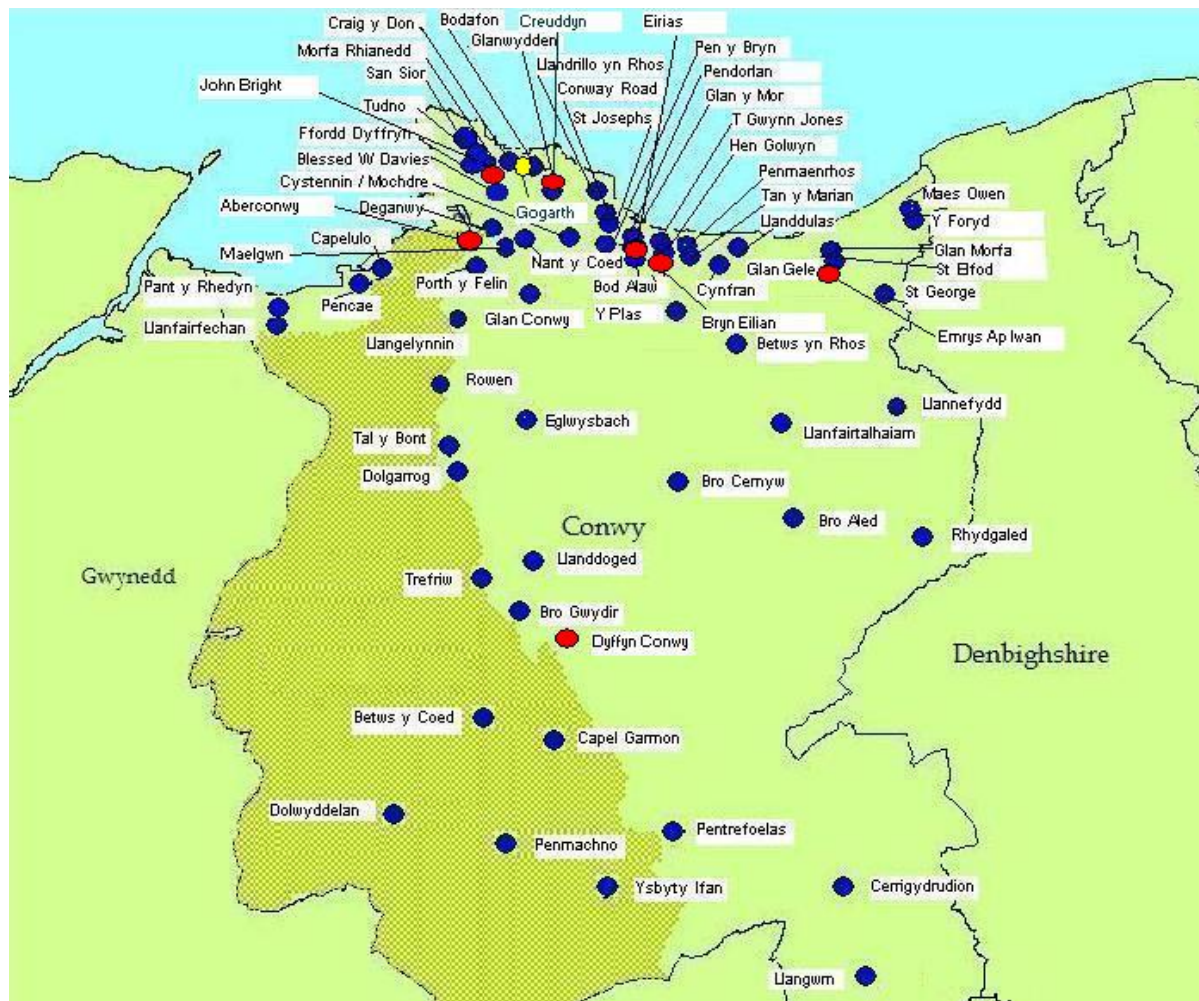 Craig y Don
Bodafon
Creuddyn
Eirias
Glanwydden
Morfa Rhianedd
Pen y Bryn
San Sior
Llandrillo yn Rhos
Pendorlan
John Bright
Conway Road
Glan y Mor
Tudno
St Josephs
T Gwynn Jones
Ffordd Dyffryn
Hen Golwyn
Blessed W Davies
Penmaenrhos
Cystennin / Mochdre
Tan y Marian
Maes Owen
Aberconwy
Deganwy
Gogarth
Llanddulas
Y Foryd
Capelulo
Glan Morfa
Maelgwn
Nant y Coed
Glan Gele
St Elfod
Pant y Rhedyn
Pencae
Porth y Felin
Bod Alaw
Cynfran
St George
Llanfairfechan
Glan Conwy
Y Plas
Bryn Eilian
Emrys Ap Iwan
Llangelynnin
Betws yn Rhos
Rowen
Eglwysbach
Llannefydd
Llanfairtalhaiarn
Tal y Bont
Dolgarrog
Bro Cernyw
Conwy
Bro Aled
Rhydgaled
Gwynedd
Llanddoged
Trefriw
Bro Gwydir
Dyffyn Conwy
Denbighshire
Betws y Coed
Capel Garmon
Dolwyddelan
Pentrefoelas
Penmachno
Ysbyty Ifan
Cerrigydrudion
Llangwm